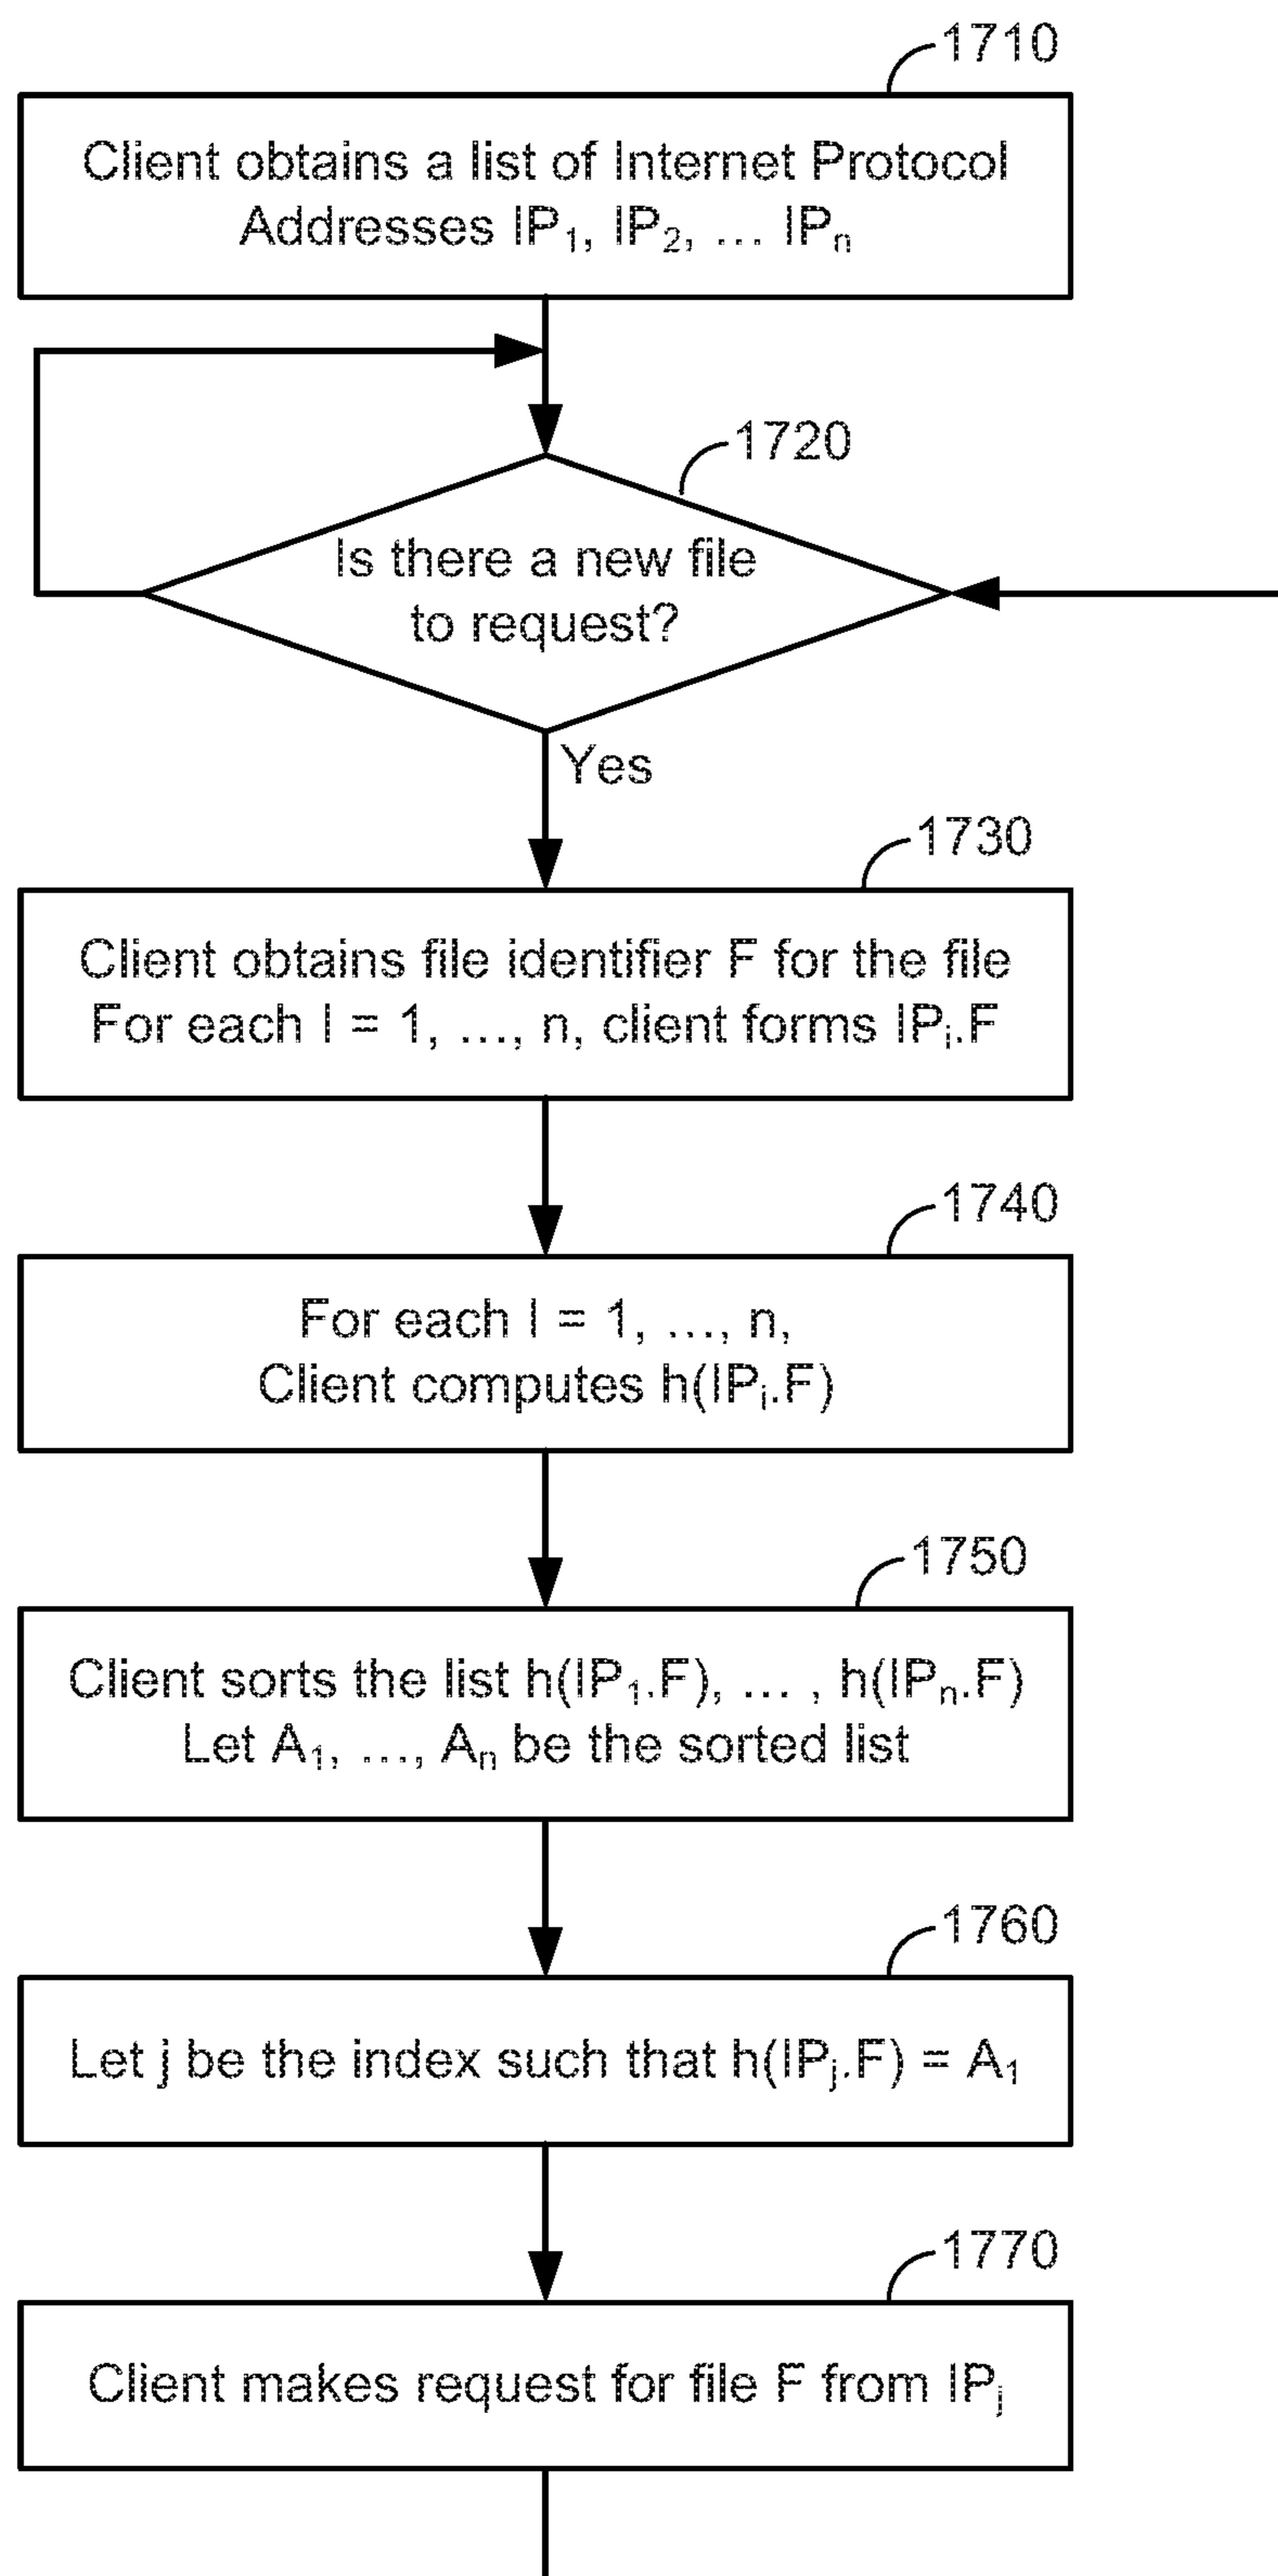 1710
Client obtains a list of Internet Protocol
Addresses IP₁, IP₂, ... IPₙ
1720
Is there a new file
to request?
Yes
1730
Client obtains file identifier F for the file
For each I = 1, ..., n, client forms IPᵢ.F
1740
For each I = 1, ..., n,
Client computes h(IPᵢ.F)
1750
Client sorts the list h(IP₁.F), ... , h(IPₙ.F)
Let A₁, ..., Aₙ be the sorted list
1760
Let j be the index such that h(IPⱼ.F) = A₁
1770
Client makes request for file F from IPⱼ